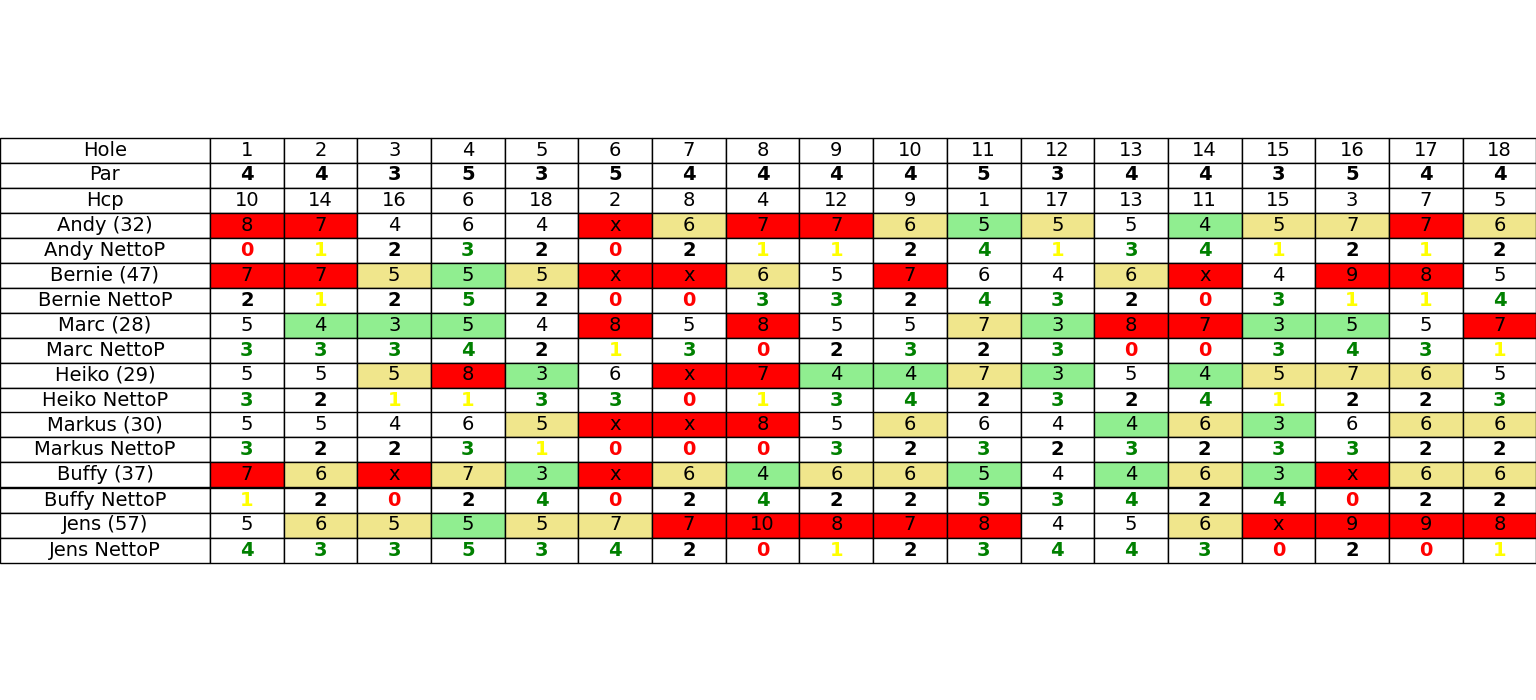 Hole 1 2 3 4 5 6 7 8 9 10 11 12 13 14 15 16 17 18
Par 4 4 3 5 3 5 4 4 4 4 5 3 4 4 3 5 4 4
Hcp 10 14 16 6 18 2 8 4 12 9 1 17 13 11 15 3 7 5
Andy (32) 8 7 4 6 4 x 6 7 7 6 5 5 5 4 5 7 7 6
Andy NettoP 0 1 2 3 2 0 2 1 1 2 4 1 3 4 1 2 1 2
Bernie (47) 7 7 5 5 5 x x 6 5 7 6 4 6 x 4 9 8 5
Bernie NettoP 2 1 2 5 2 0 0 3 3 2 4 3 2 0 3 1 1 4
Marc (28) 5 4 3 5 4 8 5 8 5 5 7 3 8 7 3 5 5 7
Marc NettoP 3 3 3 4 2 1 3 0 2 3 2 3 0 0 3 4 3 1
Heiko (29) 5 5 5 8 3 6 x 7 4 4 7 3 5 4 5 7 6 5
Heiko NettoP 3 2 1 1 3 3 0 1 3 4 2 3 2 4 1 2 2 3
Markus (30) 5 5 4 6 5 x x 8 5 6 6 4 4 6 3 6 6 6
Markus NettoP 3 2 2 3 1 0 0 0 3 2 3 2 3 2 3 3 2 2
Buffy (37) 7 6 x 7 3 x 6 4 6 6 5 4 4 6 3 x 6 6
Buffy NettoP 1 2 0 2 4 0 2 4 2 2 5 3 4 2 4 0 2 2
Jens (57) 5 6 5 5 5 7 7 10 8 7 8 4 5 6 x 9 9 8
Jens NettoP 4 3 3 5 3 4 2 0 1 2 3 4 4 3 0 2 0 1